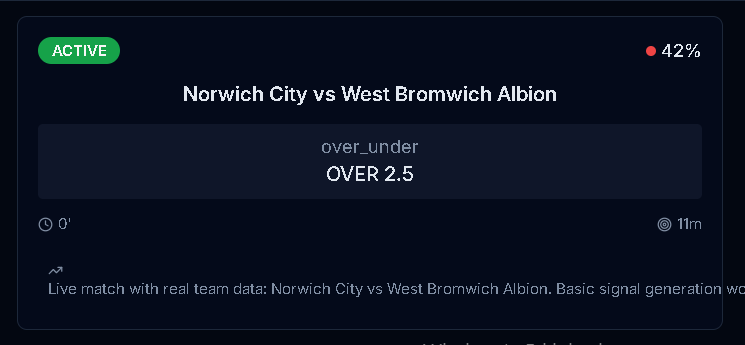 ACTIVE
42%
Norwich City vs West Bromwich Albion
over_under
OVER 2.5
0'
11m
Live match with real team data: Norwich City vs West Bromwich Albion. Basic signal generation